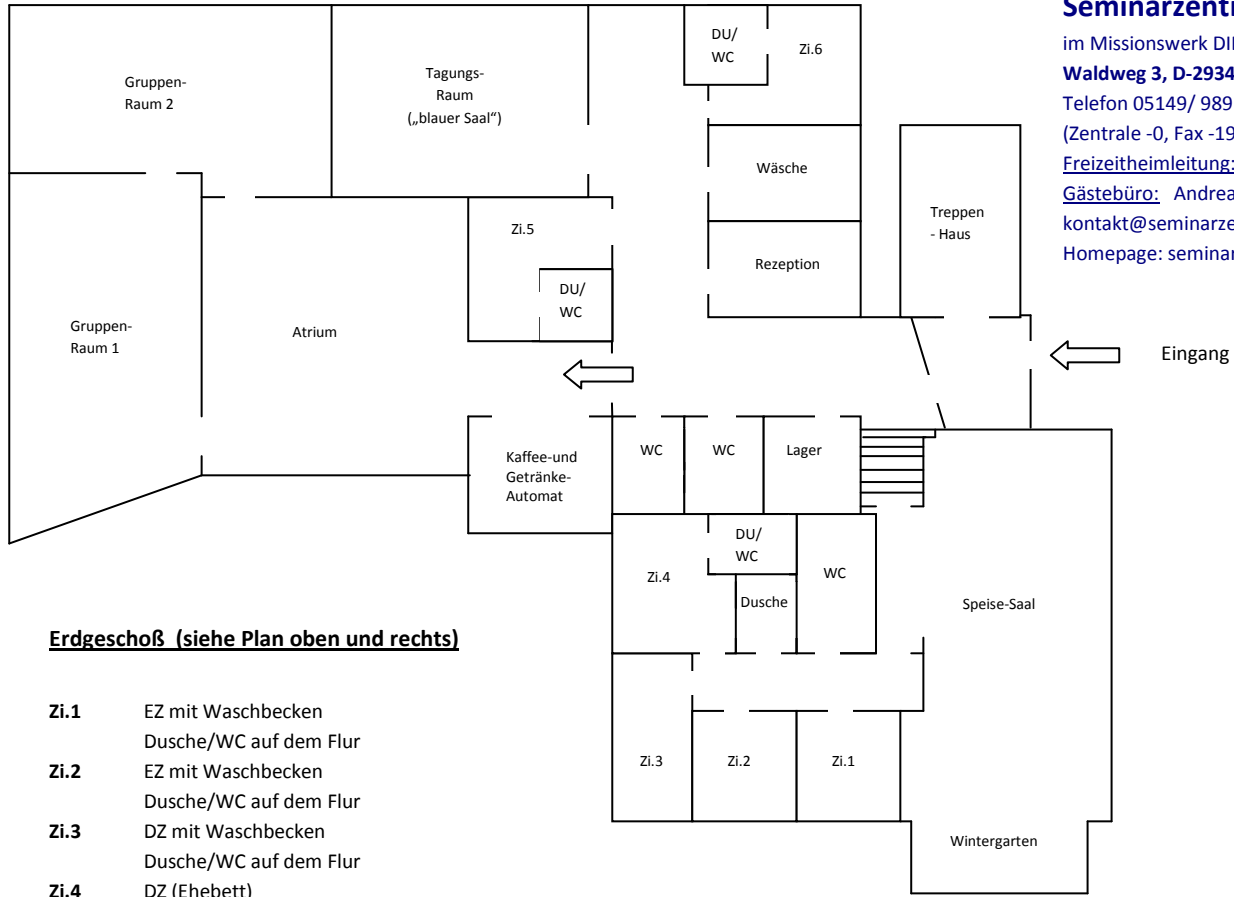 Seminarzent
im Missionswerk DI
Waldweg 3, D-2934
Telefon 05149/ 989
(Zentrale -0, Fax -19
Freizeitheimleitung:
Gästebüro: Andrea
kontakt@seminarze
Homepage: seminar
Gruppen-
Raum 2
Tagungs-
Raum
(„blauer Saal“)
DU/
WC
Zi.6
Wäsche
Rezeption
Treppen
- Haus
Zi.5
DU/
WC
Gruppen-
Raum 1
Atrium
Eingang
Kaffee-und
Getränke-
Automat
WC
WC
Lager
DU/
WC
Zi.4
WC
Dusche
Speise-Saal
Zi.3
Zi.2
Zi.1
Wintergarten
Erdgeschoß (siehe Plan oben und rechts)
Zi.1 EZ mit Waschbecken
Dusche/WC auf dem Flur
Zi.2 EZ mit Waschbecken
Dusche/WC auf dem Flur
Zi.3 DZ mit Waschbecken
Dusche/WC auf dem Flur
Zi.4 DZ (Ehebett)